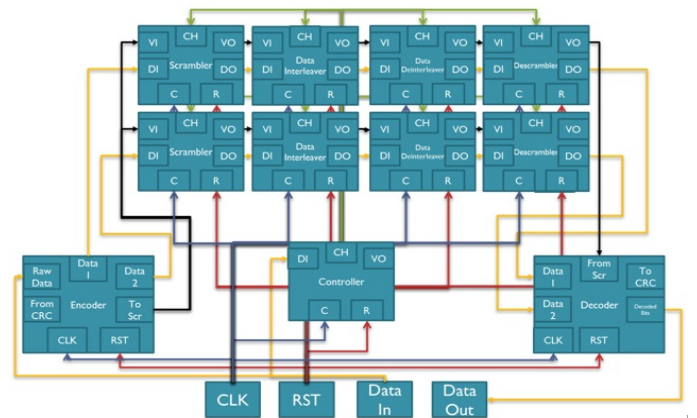 VI CH VO
Scrambler
DI DO
C R
VI CH VO
Data
Interleaver
DI DO
C R
VI CH VO
Data
Deinterleaver
DI DO
C R
VI CH VO
Descrambler
DI DO
C R
VI CH VO
Scrambler
DI DO
C R
VI CH VO
Data
Interleaver
DI DO
C R
VI CH VO
Data
Deinterleaver
DI DO
C R
VI CH VO
Descrambler
DI DO
C R
Raw
Data
Data
1
Data
2
From
CRC
Encoder
To
Scr
CLK RST
DI CH VO
Controller
C R
Data
1
From
Scr
To
CRC
Data
2
Decoder
Decoded
Bits
CLK RST
CLK
RST
Data
In
Data
Out